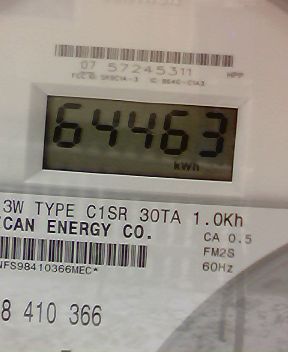 07 57245311 HPP
64463
kWh
3W TYPE C1SR 30TA 1.0Kh
CAN ENERGY CO.
CA 0.5
FM2S
NFS98410366MEC*
60Hz
8 410 366